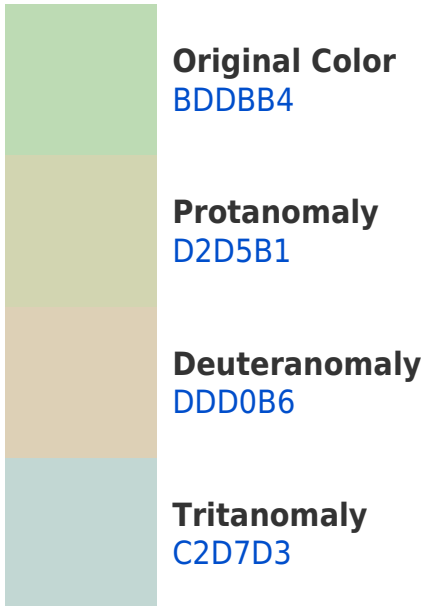 Original Color
BDDBB4
Protanomaly
D2D5B1
Deuteranomaly
DDD0B6
Tritanomaly
C2D7D3